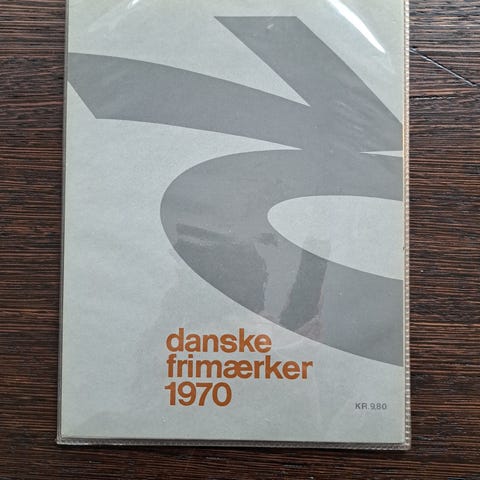 danske
frimærker
1970
KR. 9.80